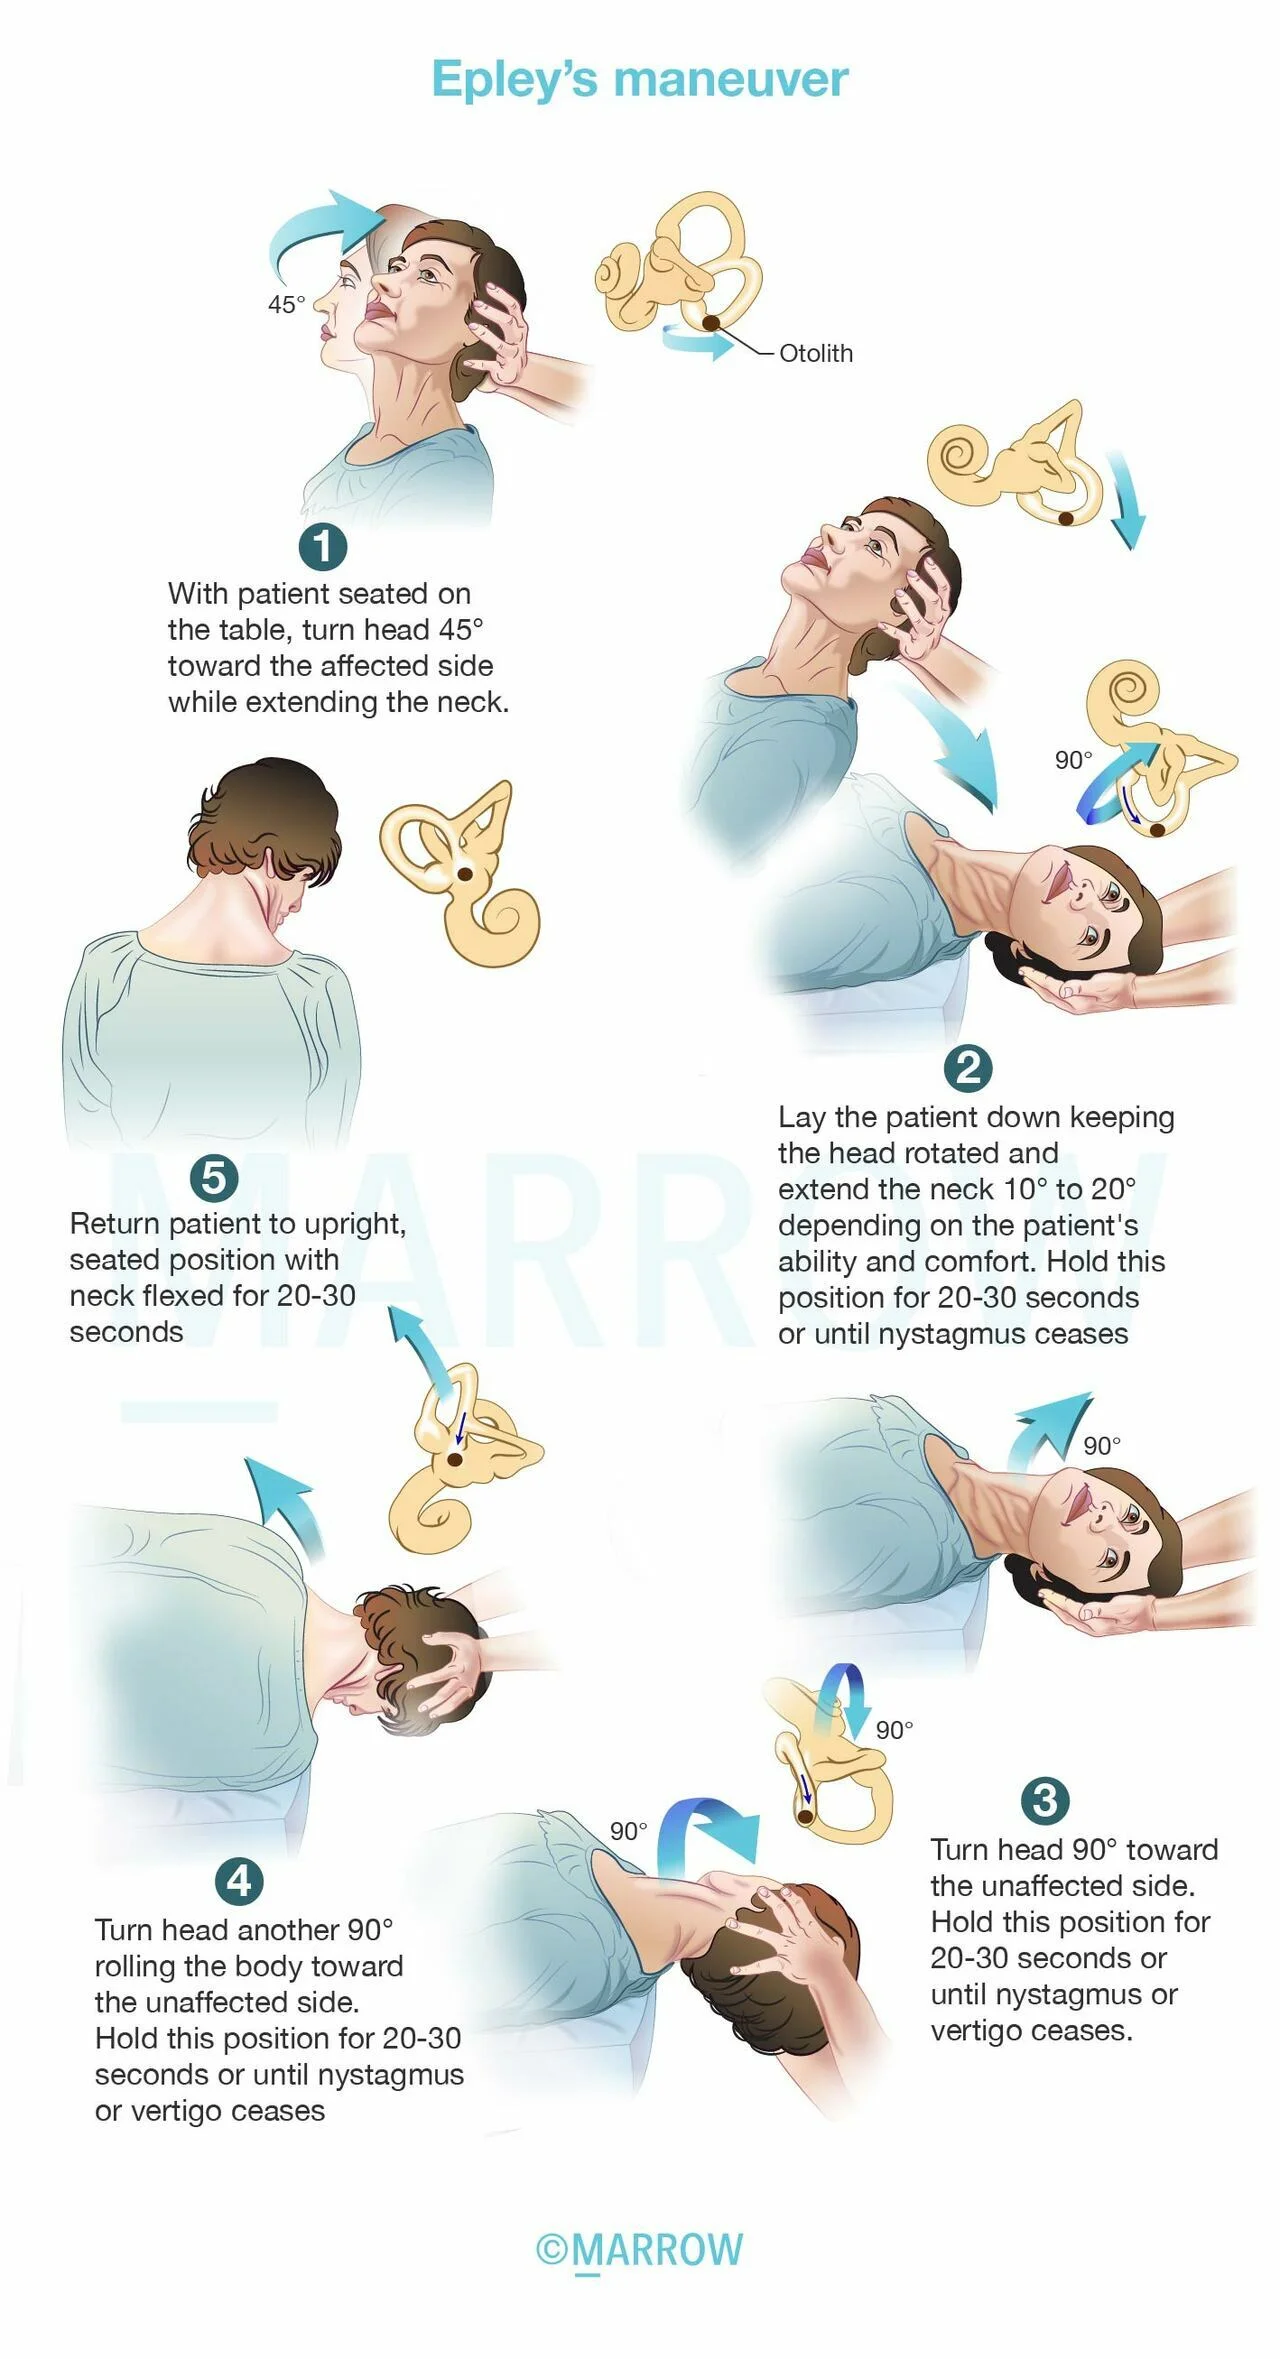 Epley's maneuver
45°
Otolith
1
With patient seated on
the table, turn head 45°
toward the affected side
while extending the neck.
90°
2
Lay the patient down keeping
the head rotated and
extend the neck 10° to 20°
depending on the patient's
ability and comfort. Hold this
position for 20-30 seconds
or until nystagmus ceases
90°
90°
90°
3
Turn head 90° toward
the unaffected side.
Hold this position for
20-30 seconds or
until nystagmus or
vertigo ceases.
4
Turn head another 90°
rolling the body toward
the unaffected side.
Hold this position for 20-30
seconds or until nystagmus
or vertigo ceases
5
Return patient to upright,
seated position with
neck flexed for 20-30
seconds
MARROW
©MARROW